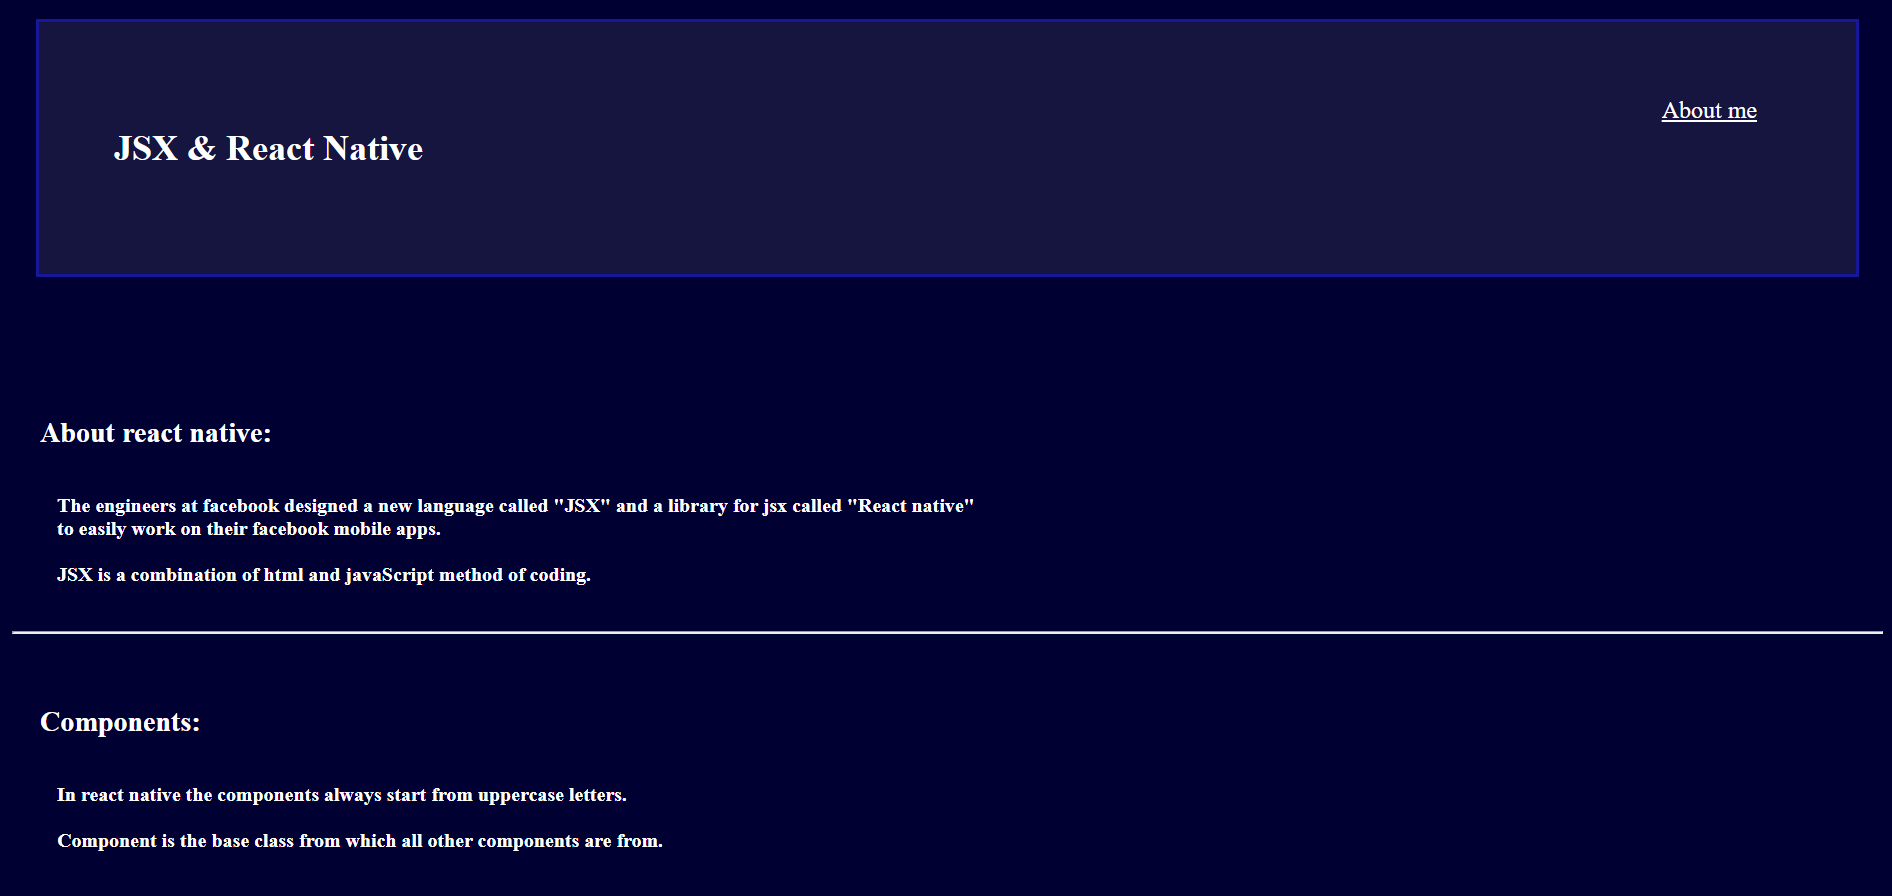 About me
JSX & React Native
About react native:
The engineers at facebook designed a new language called "JSX" and a library for jsx called "React native"
to easily work on their facebook mobile apps.
JSX is a combination of html and javaScript method of coding.
Components:
In react native the components always start from uppercase letters.
Component is the base class from which all other components are from.